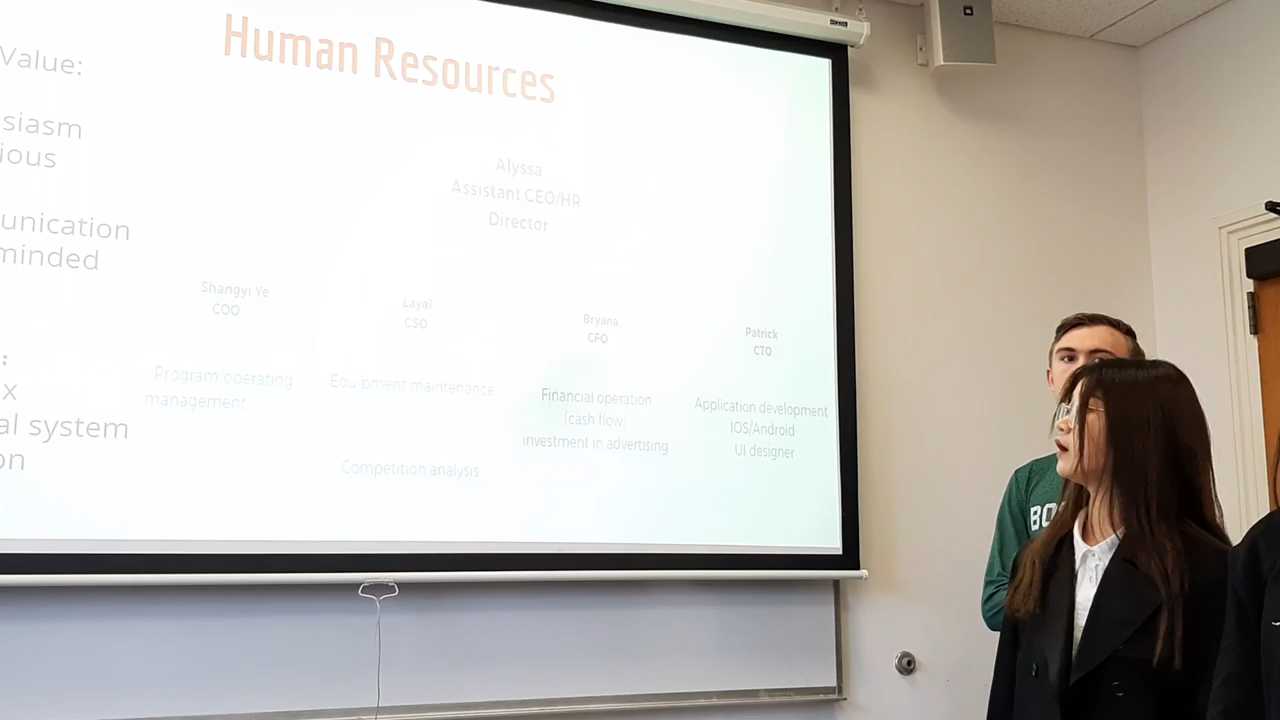 Human Resources
Value:
siasm
ious
unication
minded
:
x
al system
on
Alyssa
Assistant CEO/HR
Director
Shangyi Ye
COO
Program operating
management
Layal
CSO
Equipment maintenance
Competition analysis
Bryana
CFO
Financial operation
(cash flow)
investment in advertising
Patrick
CTO
Application development
IOS/Android
UI designer
BO